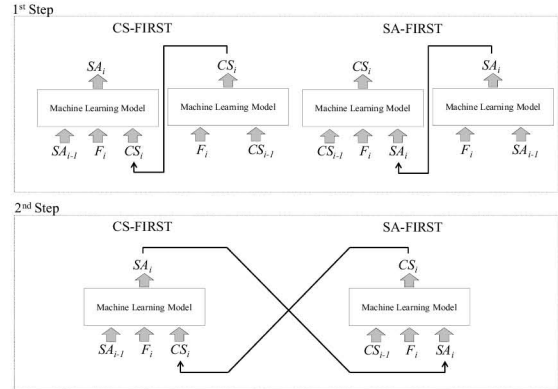 1st Step
CS-FIRST SA-FIRST
SAi CSi CSi SAi
Machine Learning Model Machine Learning Model Machine Learning Model Machine Learning Model
SAi-1 Fi CSi Fi CSi-1 CSi-1 Fi SAi Fi SAi-1
2nd Step
CS-FIRST SA-FIRST
SAi CSi
Machine Learning Model Machine Learning Model
SAi-1 Fi CSi CSi-1 Fi SAi